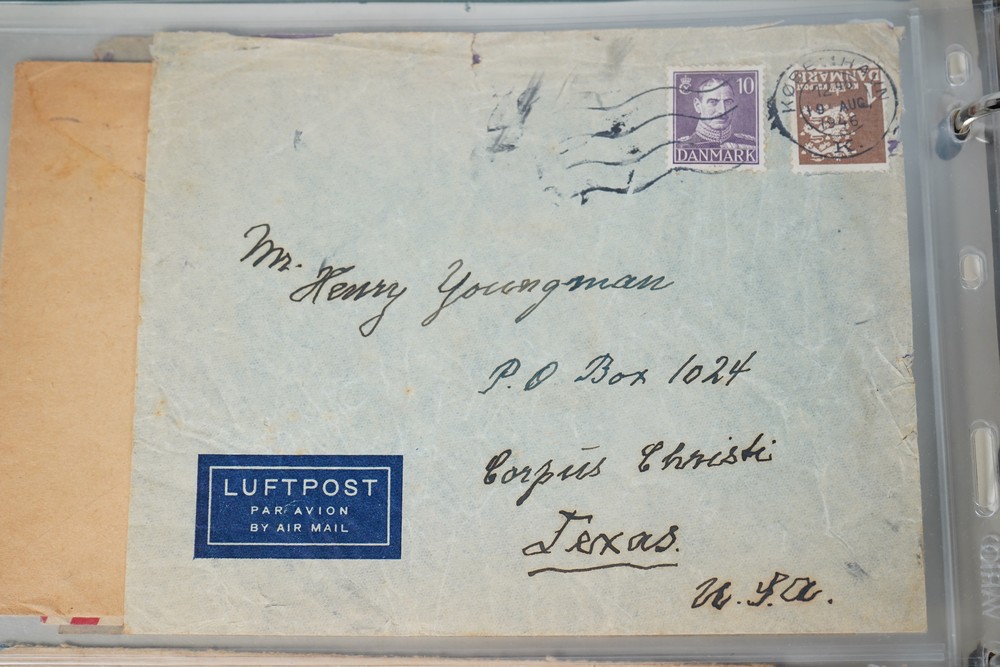 10
DANMARK
DANMARK
KØBENHAVN
AUG.
Mr.
Henry Youngman
P.O Box 1024
Corpus Christi
Texas.
U.S.A.
LUFTPOST
PAR AVION
BY AIR MAIL